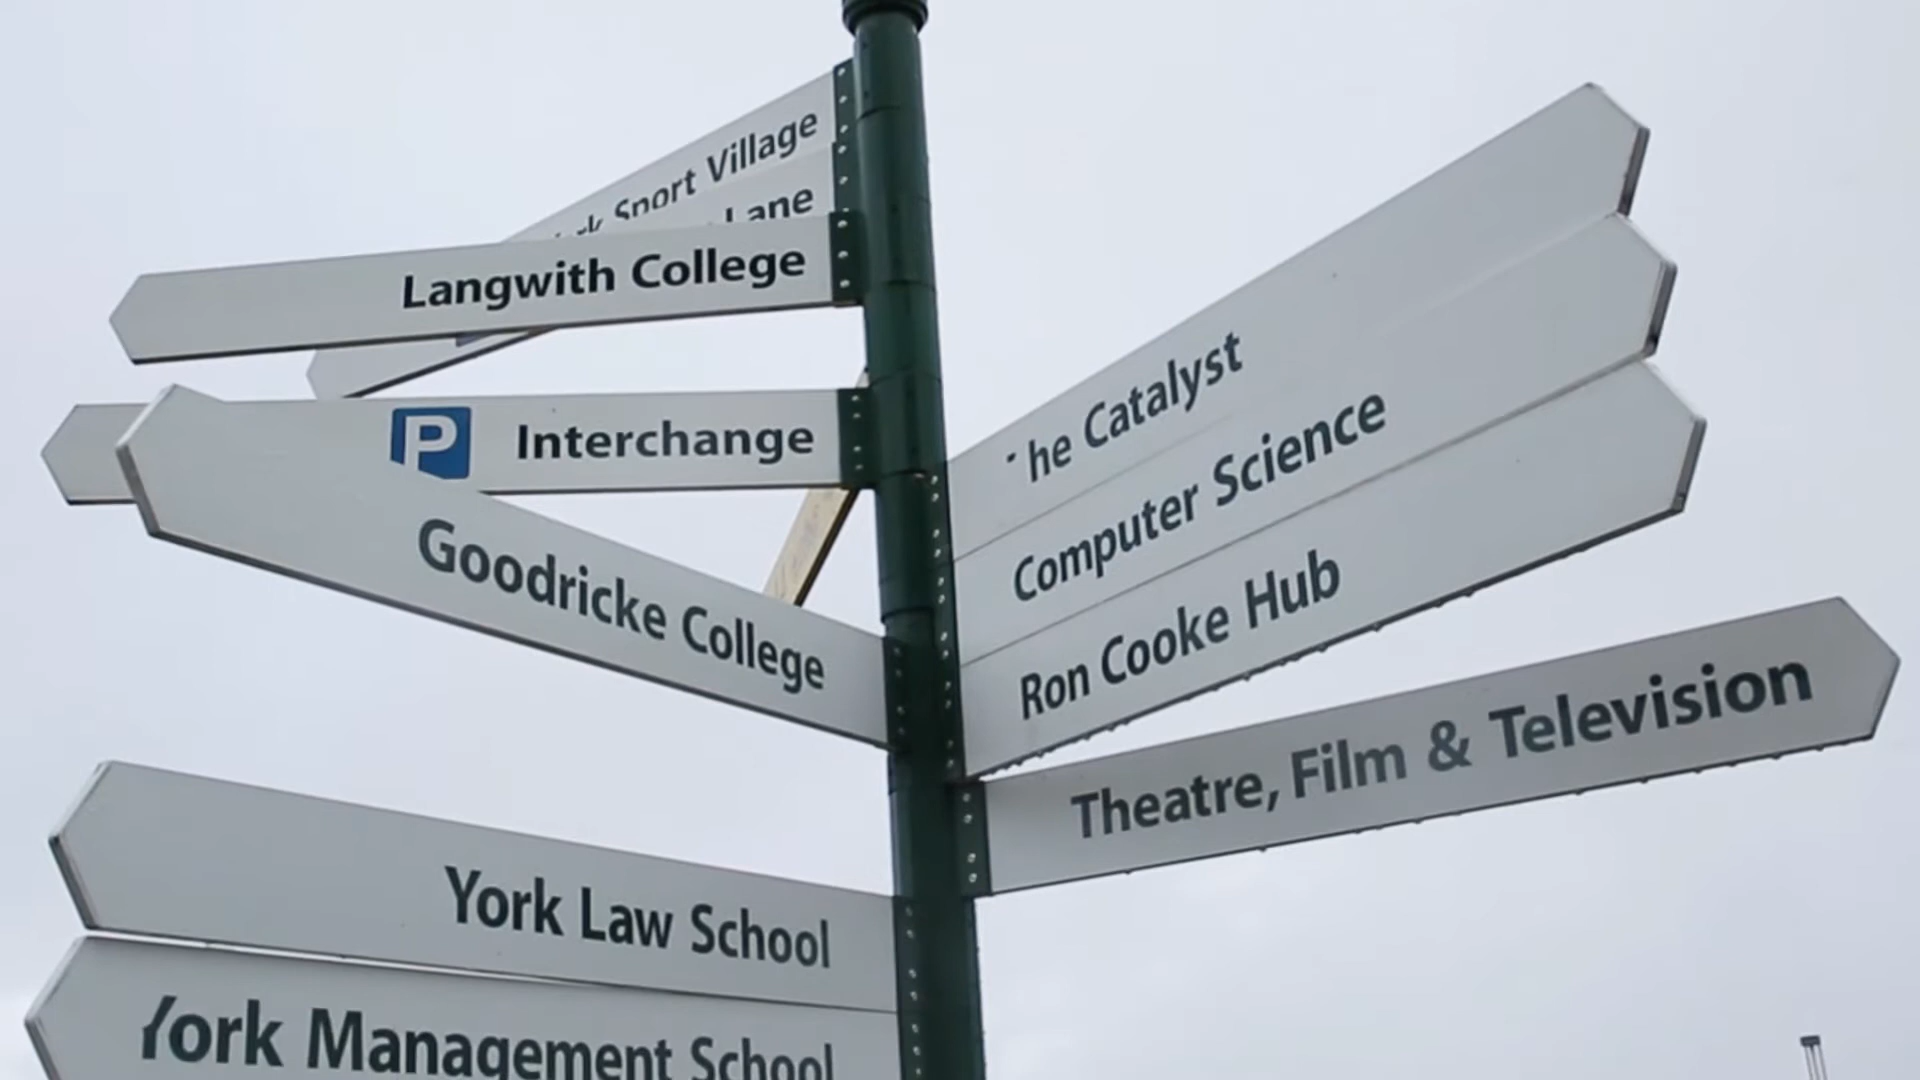 Sport Village
Lane
Langwith College
P Interchange
Goodricke College
he Catalyst
Computer Science
Ron Cooke Hub
Theatre, Film & Television
York Law School
York Management School